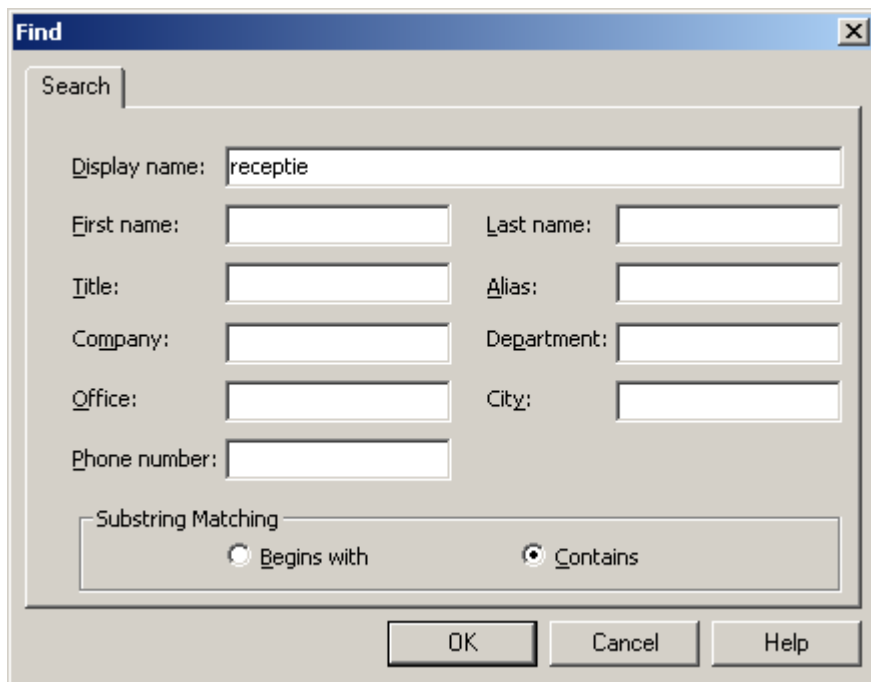 Find
Search
Display name: receptie
First name: Last name:
Title: Alias:
Company: Department:
Office: City:
Phone number:
Substring Matching
Begins with Contains
OK Cancel Help